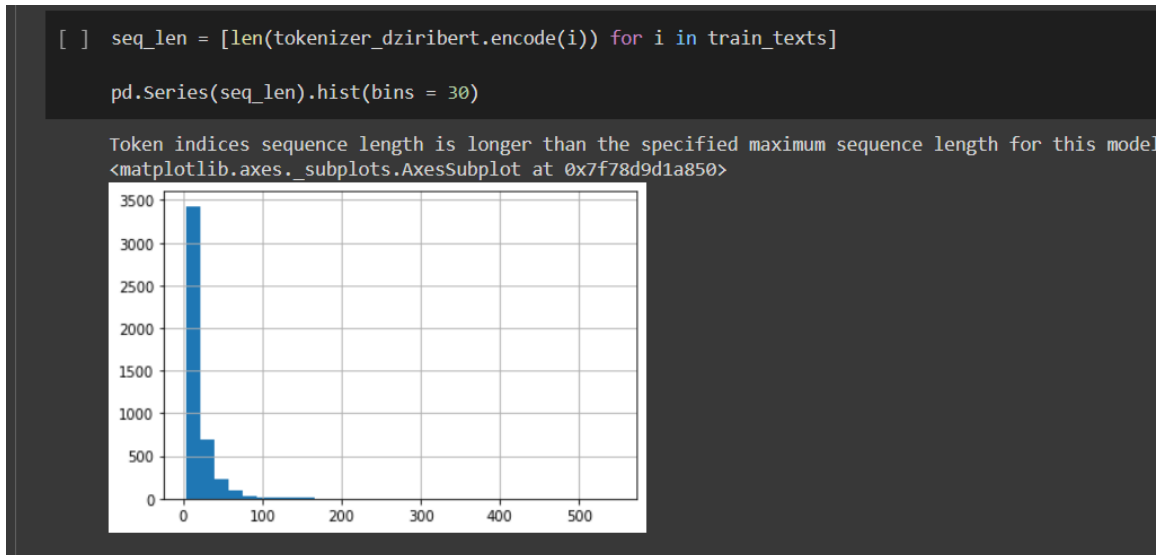 [ ] seq_len = [len(tokenizer_dziribert.encode(i)) for i in train_texts]
pd.Series(seq_len).hist(bins = 30)
Token indices sequence length is longer than the specified maximum sequence length for this model
<matplotlib.axes._subplots.AxesSubplot at 0x7f78d9d1a850>
3500
3000
2500
2000
1500
1000
500
0
0 100 200 300 400 500